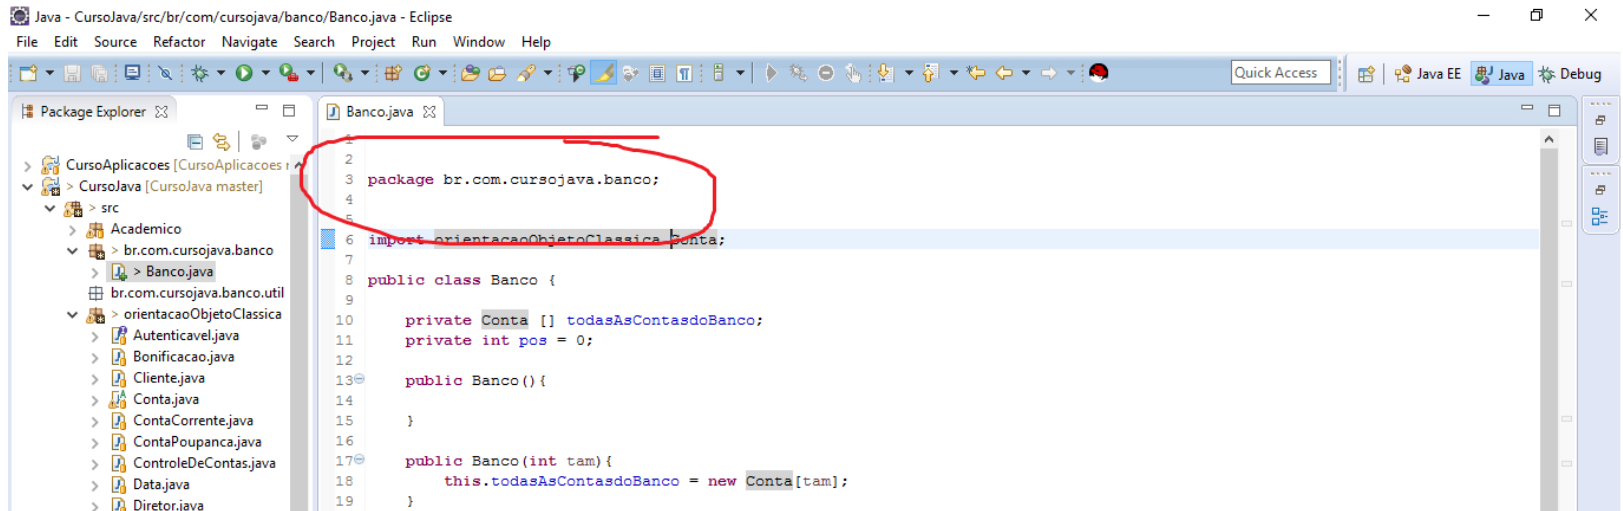 Java - CursoJava/src/br/com/cursojava/banco/Banco.java - Eclipse
File Edit Source Refactor Navigate Search Project Run Window Help
Quick Access Java EE Java Debug
Package Explorer
Banco.java
CursoAplicacoes [CursoAplicacoes
> CursoJava [CursoJava master]
> src
Academico
> br.com.cursojava.banco
> Banco.java
br.com.cursojava.banco.util
> orientacaoObjetoClassica
Autenticavel.java
Bonificacao.java
Cliente.java
Conta.java
ContaCorrente.java
ContaPoupanca.java
ControleDeContas.java
Data.java
Diretor.java
1
2
3 package br.com.cursojava.banco;
4
5
6 import orientacaoObjetoClassica.Conta;
7
8 public class Banco {
9
10 private Conta [] todasAsContasdoBanco;
11 private int pos = 0;
12
13 public Banco(){
14
15 }
16
17 public Banco(int tam){
18 this.todasAsContasdoBanco = new Conta[tam];
19 }